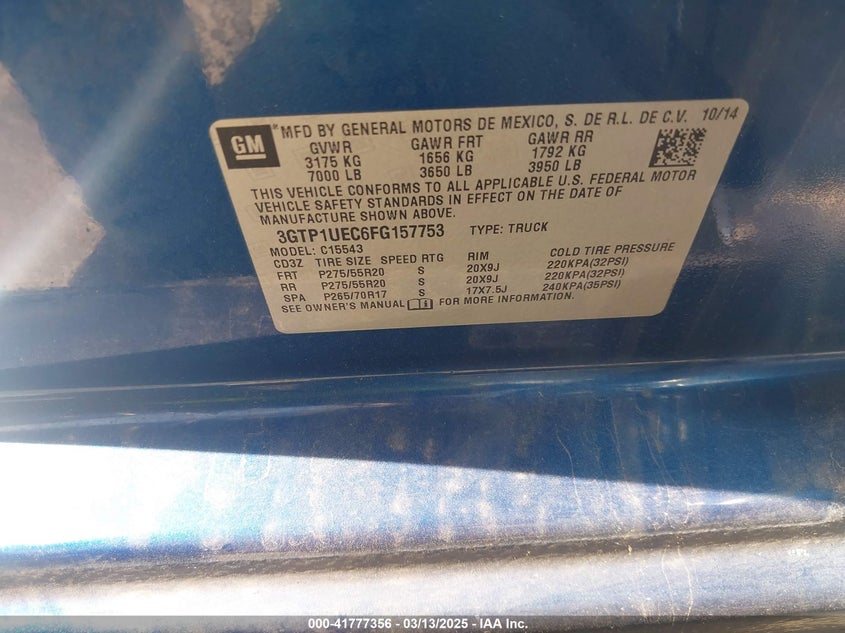 GM
*MFD BY GENERAL MOTORS DE MEXICO, S. DE R.L. DE C.V. 10/14
GVWR GAWR FRT GAWR RR
3175 KG 1656 KG 1792 KG
7000 LB 3650 LB 3950 LB
THIS VEHICLE CONFORMS TO ALL APPLICABLE U.S. FEDERAL MOTOR
VEHICLE SAFETY STANDARDS IN EFFECT ON THE DATE OF
MANUFACTURE SHOWN ABOVE.
3GTP1UEC6FG157753 TYPE: TRUCK
MODEL: C15543
CD3Z TIRE SIZE SPEED RTG RIM COLD TIRE PRESSURE
FRT P275/55R20 S 20X9J 220KPA(32PSI)
RR P275/55R20 S 20X9J 220KPA(32PSI)
SPA P265/70R17 S 17X7.5J 240KPA(35PSI)
SEE OWNER'S MANUAL FOR MORE INFORMATION.
000-41777356 — 03/13/2025 — IAA Inc.